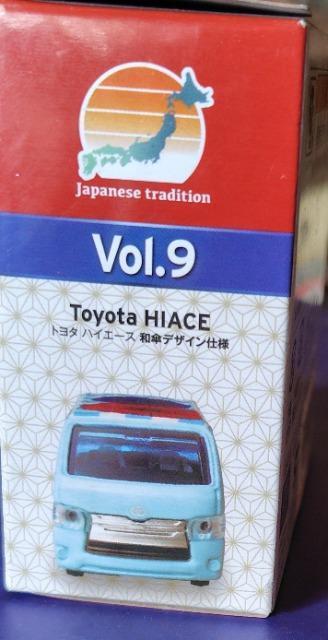 Japanese tradition
Vol.9
Toyota HIACE
トヨタ ハイエース 和傘デザイン仕様